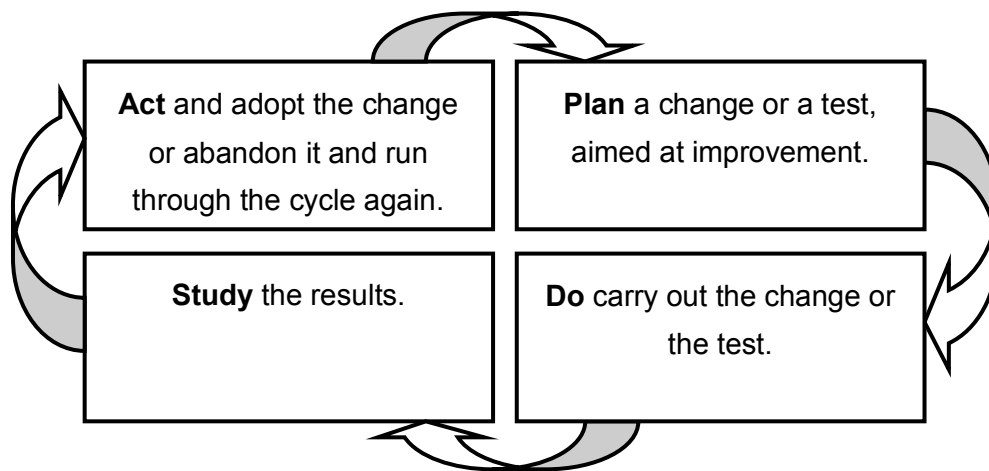 Act and adopt the change
or abandon it and run
through the cycle again.
Plan a change or a test,
aimed at improvement.
Study the results.
Do carry out the change or
the test.